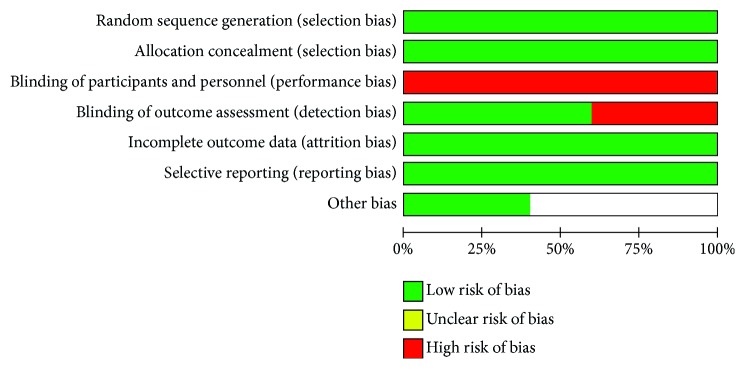 Random sequence generation (selection bias)
Allocation concealment (selection bias)
Blinding of participants and personnel (performance bias)
Blinding of outcome assessment (detection bias)
Incomplete outcome data (attrition bias)
Selective reporting (reporting bias)
Other bias
0% 25% 50% 75% 100%
Low risk of bias
Unclear risk of bias
High risk of bias